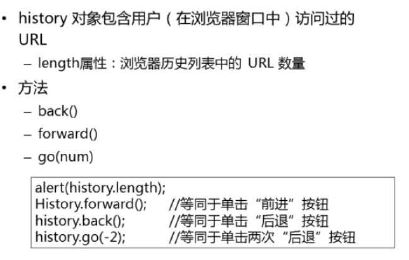 • history 对象包含用户（在浏览器窗口中）访问过的
URL
– length属性：浏览器历史列表中的 URL 数量
• 方法
– back()
– forward()
– go(num)
alert(history.length);
History.forward(); //等同于单击“前进”按钮
history.back(); //等同于单击“后退”按钮
history.go(-2); //等同于单击两次“后退”按钮